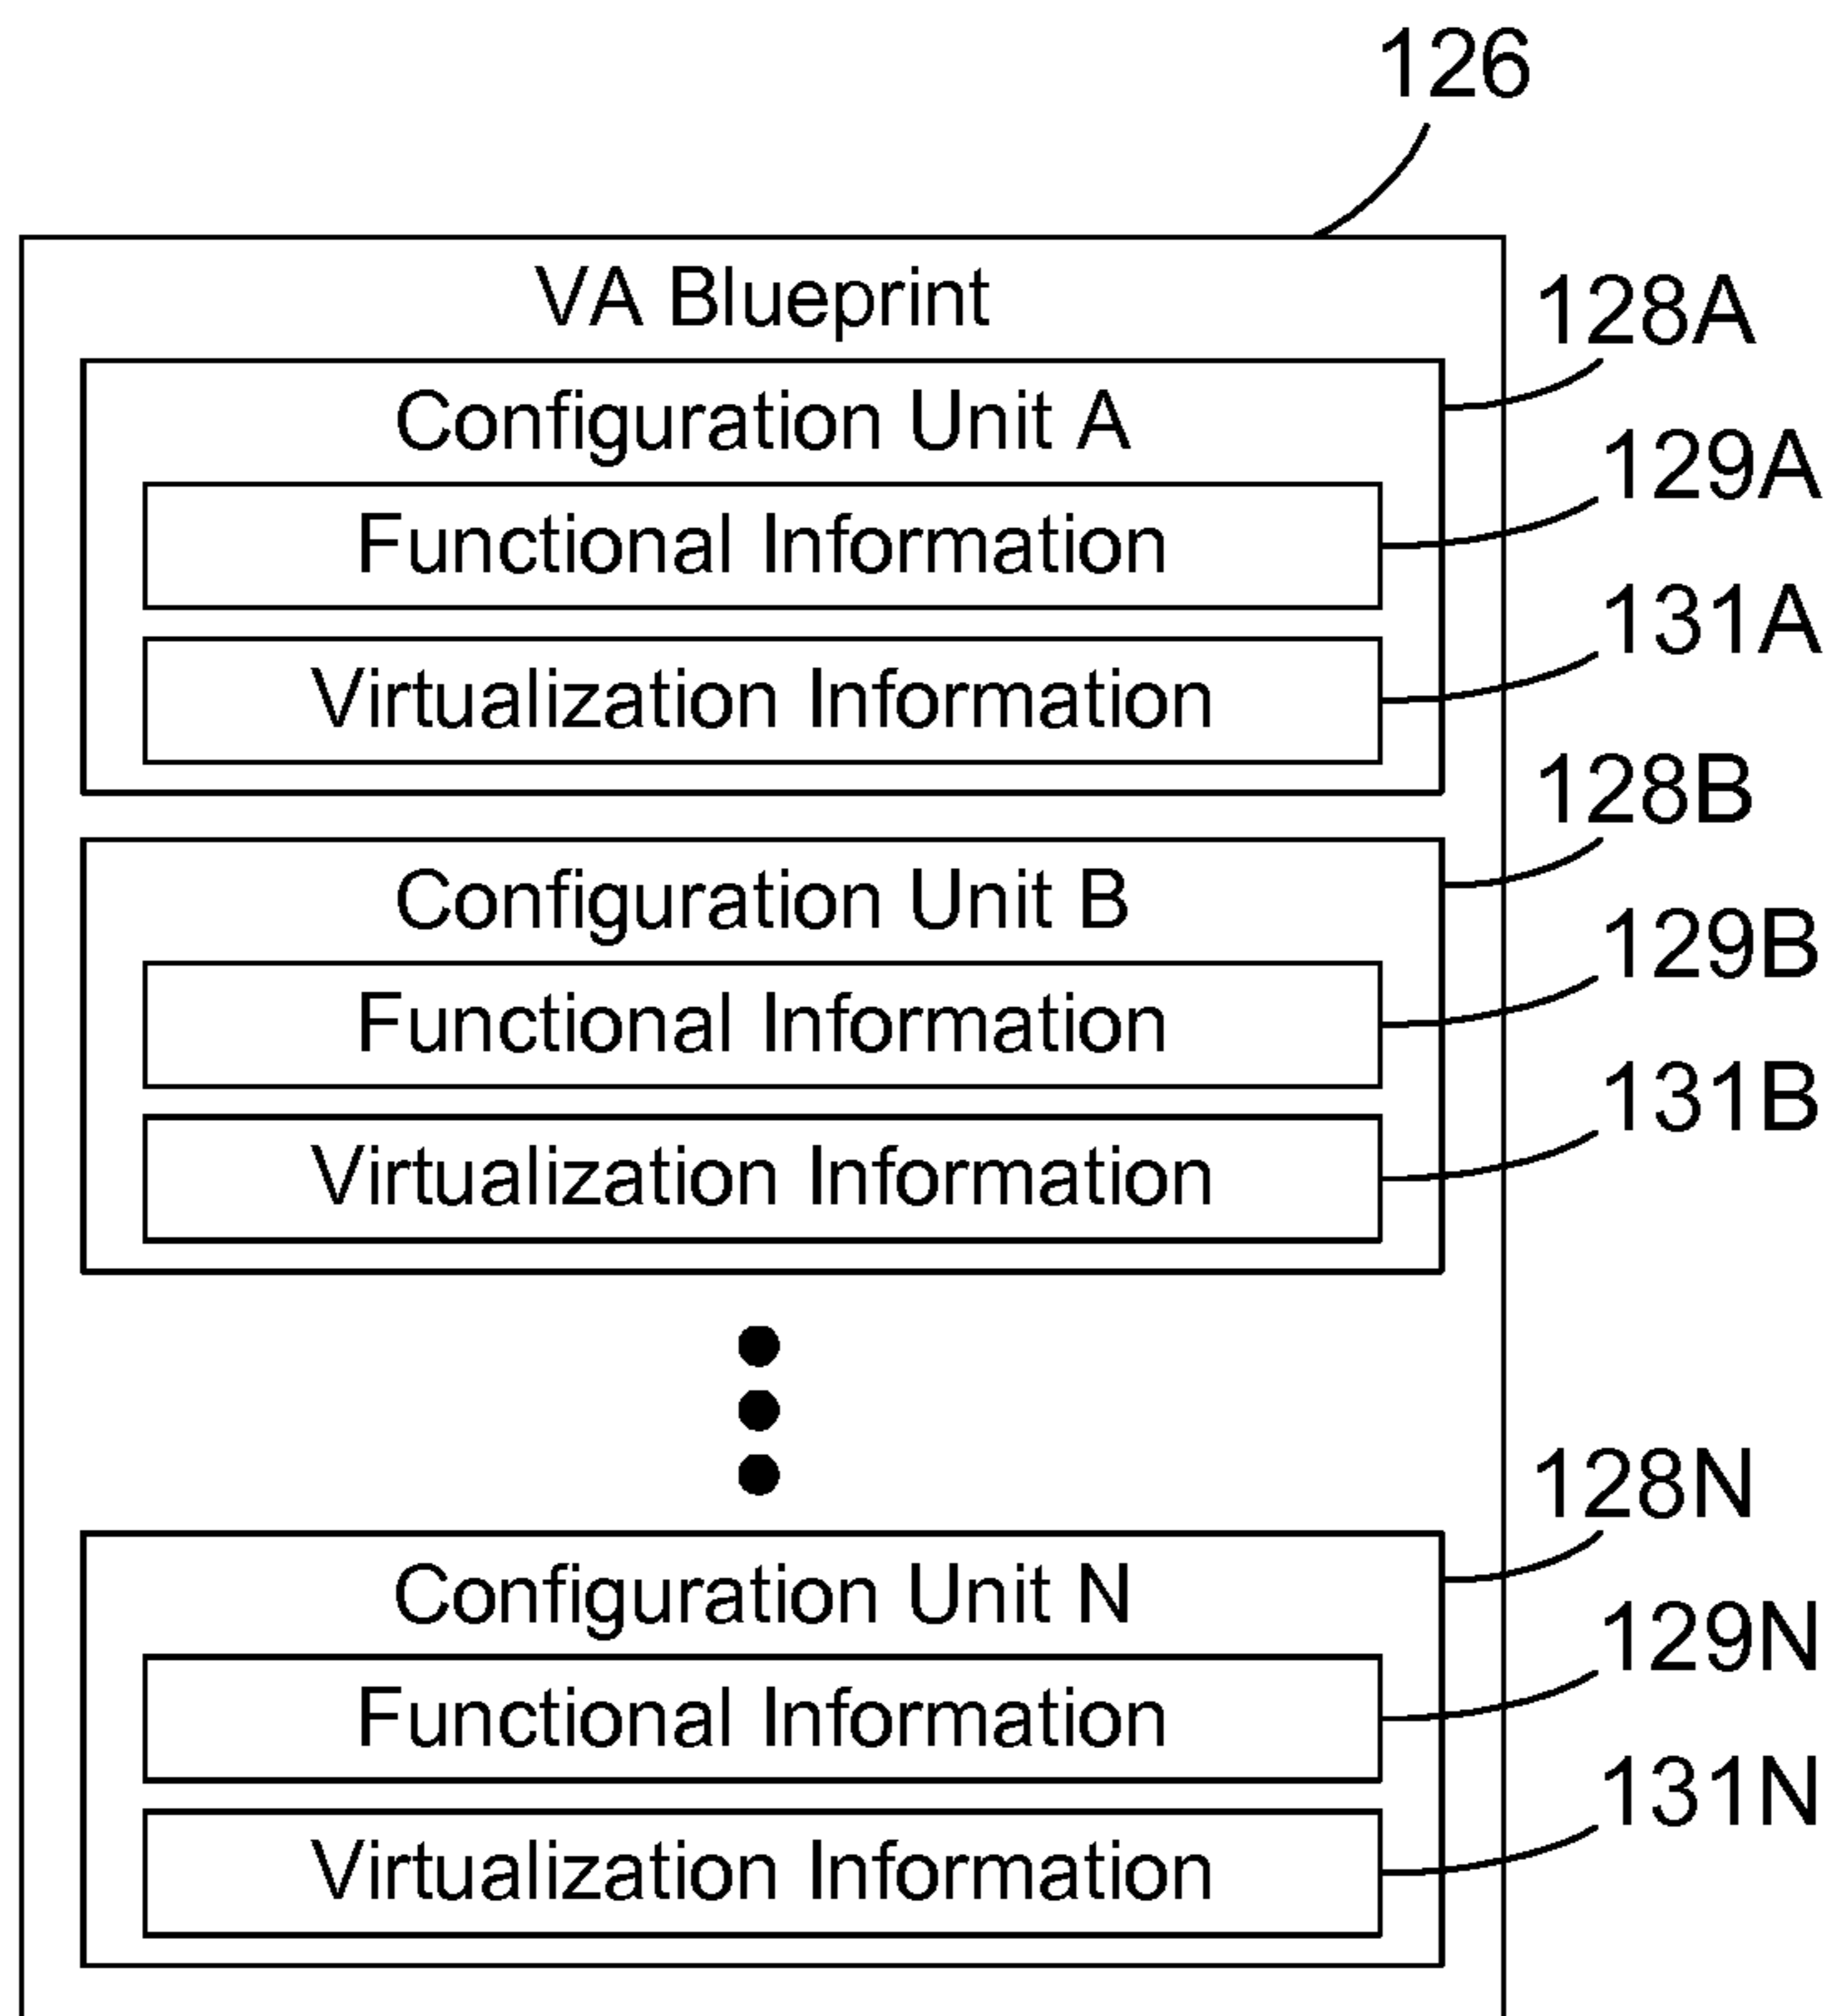 126
VA Blueprint
128A
Configuration Unit A
129A
Functional Information
131A
Virtualization Information
128B
Configuration Unit B
129B
Functional Information
131B
Virtualization Information
128N
Configuration Unit N
129N
Functional Information
131N
Virtualization Information